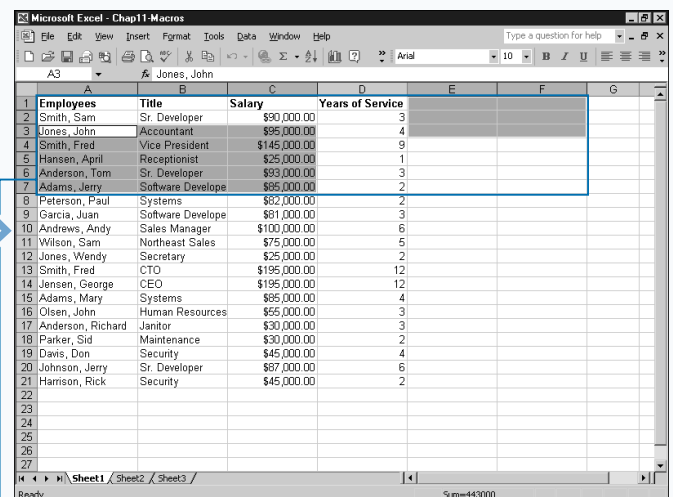 Microsoft Excel - Chap11-Macros
File Edit View Insert Format Tools Data Window Help Type a question for help
Arial 10 B I U
A3 fx Jones, John
A B C D E F G
1 Employees Title Salary Years of Service
2 Smith, Sam Sr. Developer $90,000.00 3
3 Jones, John Accountant $95,000.00 4
4 Smith, Fred Vice President $145,000.00 9
5 Hansen, April Receptionist $25,000.00 1
6 Anderson, Tom Sr. Developer $93,000.00 3
7 Adams, Jerry Software Develope $85,000.00 2
8 Peterson, Paul Systems $82,000.00 2
9 Garcia, Juan Software Develope $81,000.00 3
10 Andrews, Andy Sales Manager $100,000.00 6
11 Wilson, Sam Northeast Sales $75,000.00 5
12 Jones, Wendy Secretary $25,000.00 2
13 Smith, Fred CTO $195,000.00 12
14 Jensen, George CEO $195,000.00 12
15 Adams, Mary Systems $85,000.00 4
16 Olsen, John Human Resources $55,000.00 3
17 Anderson, Richard Janitor $30,000.00 3
18 Parker, Sid Maintenance $30,000.00 2
19 Davis, Don Security $45,000.00 4
20 Johnson, Jerry Sr. Developer $87,000.00 6
21 Harrison, Rick Security $45,000.00 2
22
23
24
25
26
27
Sheet1 Sheet2 Sheet3
Ready Sum=443000